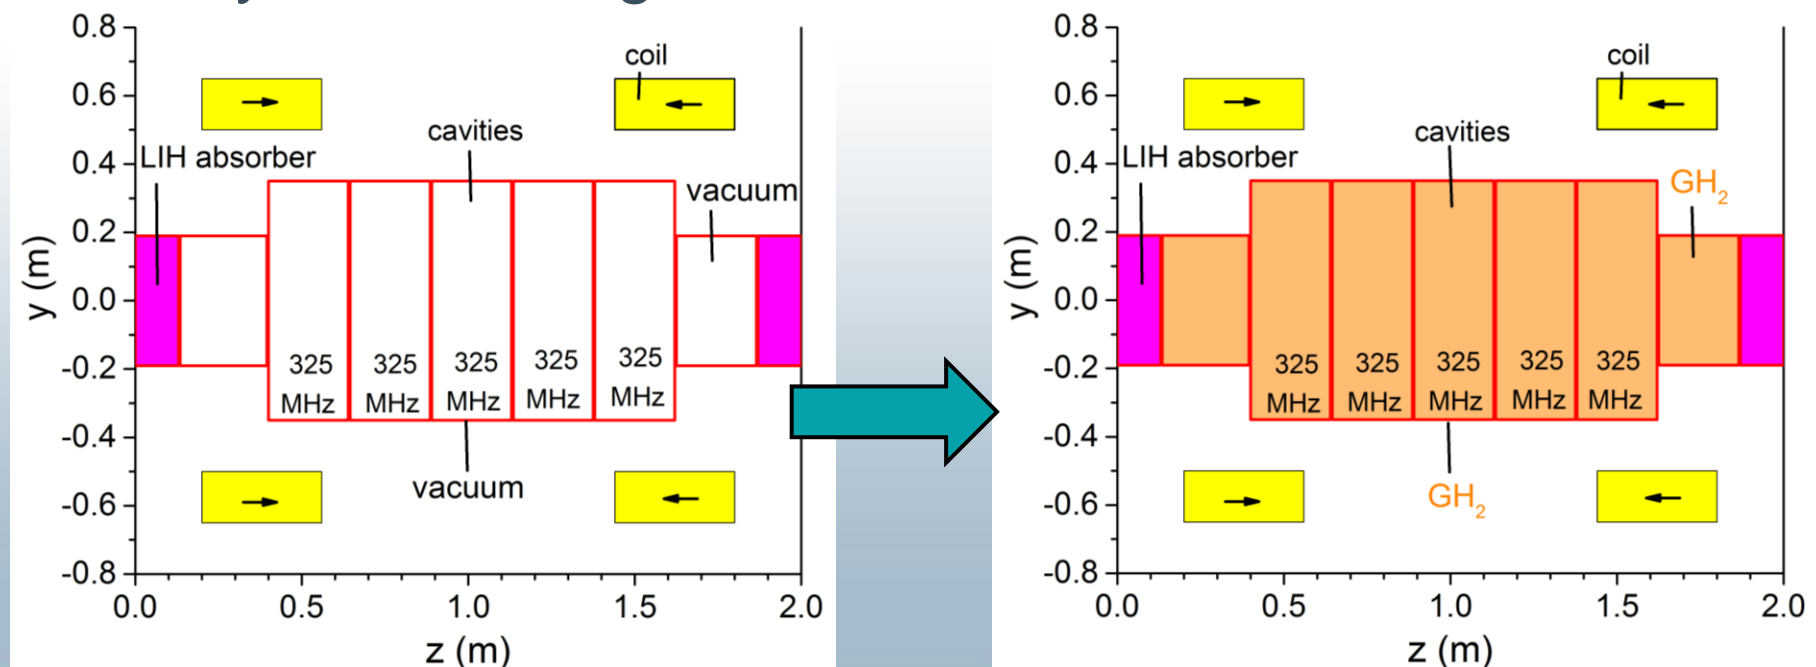 0.8
0.6
0.4
0.2
0.0
-0.2
-0.4
-0.6
-0.8
0.0 0.5 1.0 1.5 2.0
y (m)
z (m)
coil
cavities
LIH absorber
vacuum
325 MHz
325 MHz
325 MHz
325 MHz
325 MHz
vacuum
0.8
0.6
0.4
0.2
0.0
-0.2
-0.4
-0.6
-0.8
0.0 0.5 1.0 1.5 2.0
y (m)
z (m)
coil
cavities
LIH absorber
GH2
325 MHz
325 MHz
325 MHz
325 MHz
325 MHz
GH2